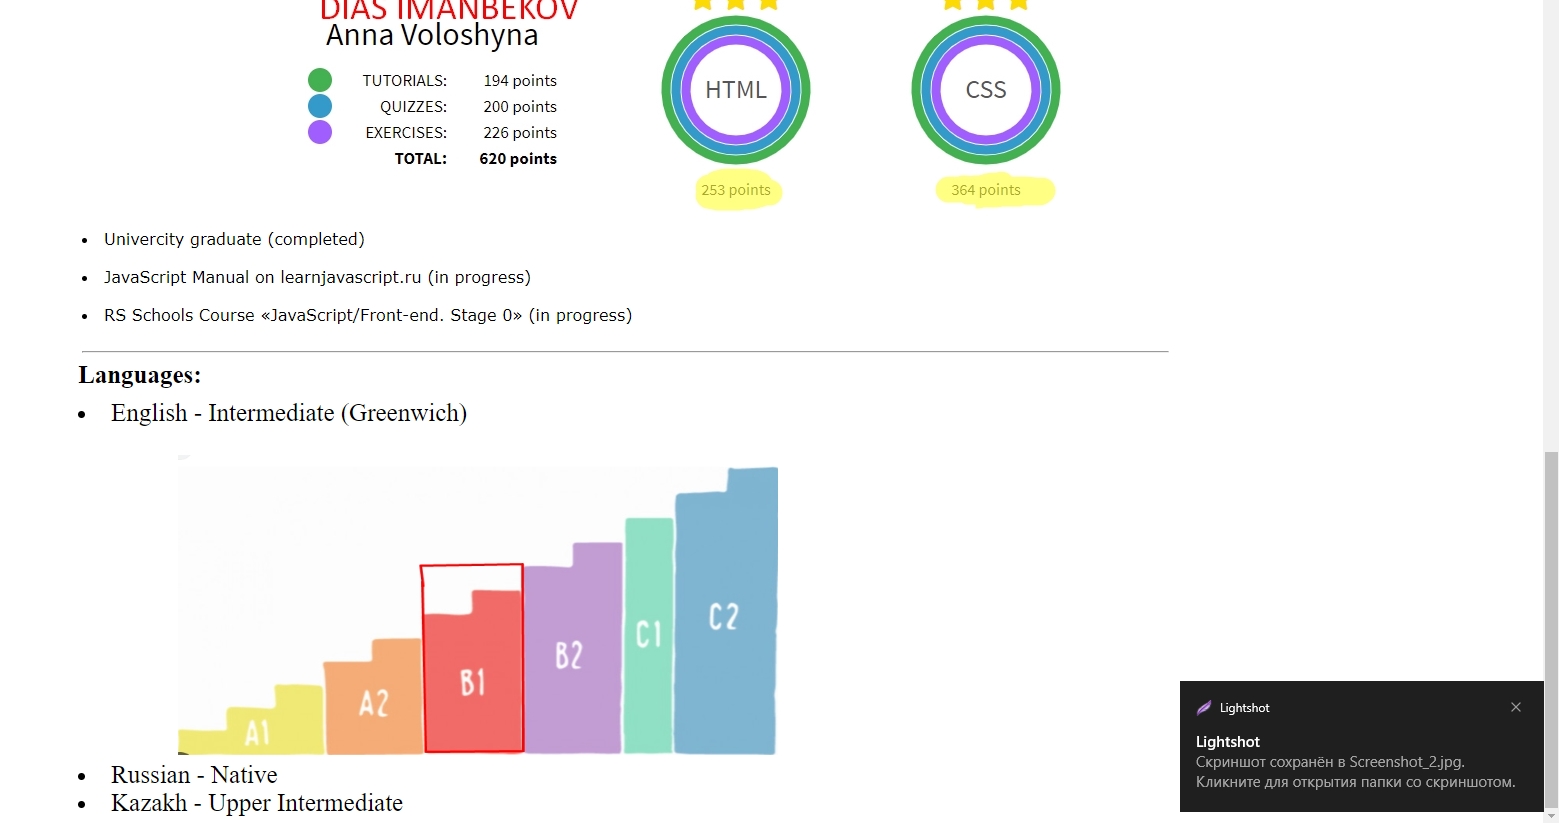 DIAS IMANBEKOV
Anna Voloshyna
TUTORIALS: 194 points
QUIZZES: 200 points
EXERCISES: 226 points
TOTAL: 620 points
HTML
253 points
CSS
364 points
• Univercity graduate (completed)
• JavaScript Manual on learnjavascript.ru (in progress)
• RS Schools Course «JavaScript/Front-end. Stage 0» (in progress)
Languages:
• English - Intermediate (Greenwich)
A1
A2
B1
B2
C1
C2
• Russian - Native
• Kazakh - Upper Intermediate
Lightshot
Lightshot
Скриншот сохранён в Screenshot_2.jpg.
Кликните для открытия папки со скриншотом.